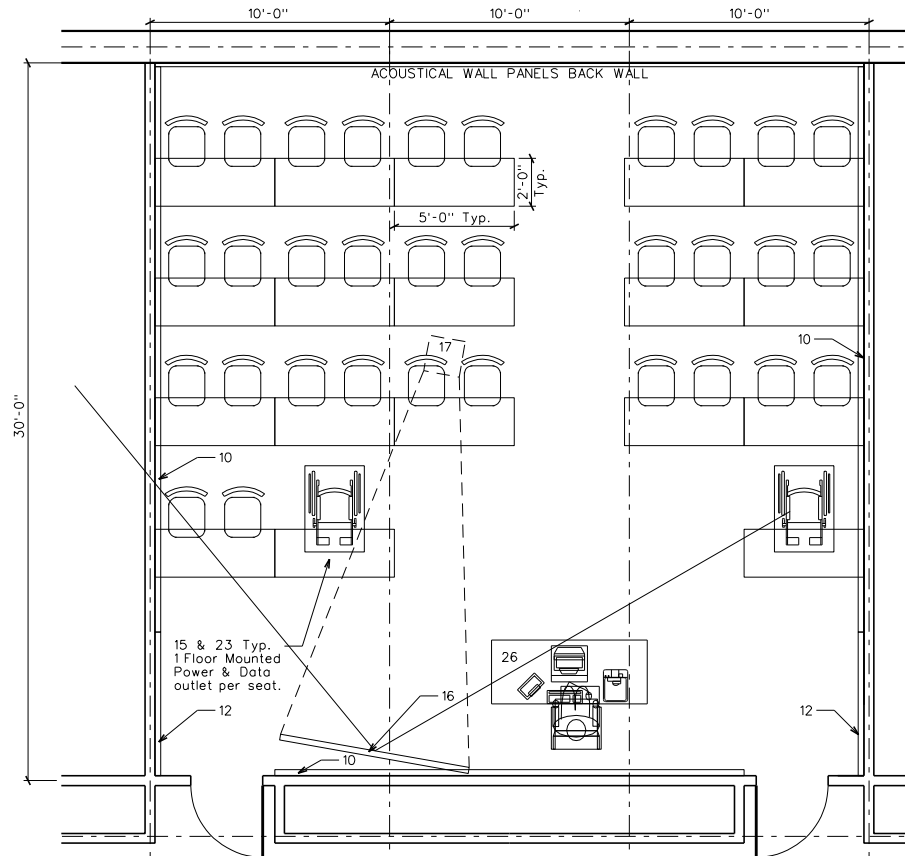 10'-0"
10'-0"
10'-0"
ACOUSTICAL WALL PANELS BACK WALL
2'-0"
Typ.
5'-0" Typ.
17
10
30'-0"
10
15 & 23 Typ.
1 Floor Mounted
Power & Data
outlet per seat.
26
16
12
12
10